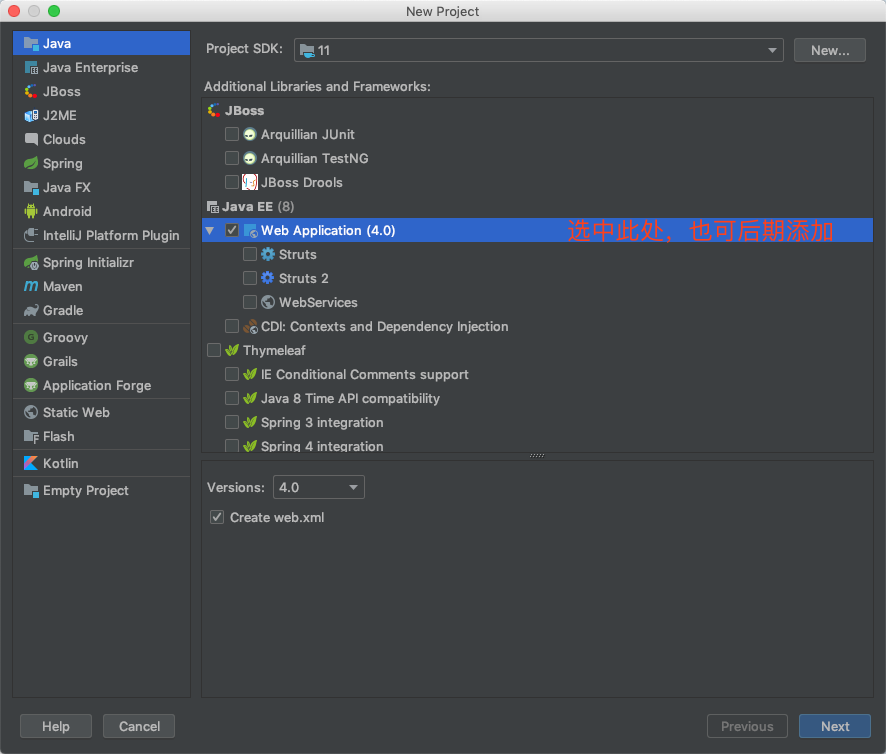 New Project
Java
Java Enterprise
JBoss
J2ME
Clouds
Spring
Java FX
Android
IntelliJ Platform Plugin
Spring Initializr
Maven
Gradle
Groovy
Grails
Application Forge
Static Web
Flash
Kotlin
Empty Project
Project SDK: 11 New...
Additional Libraries and Frameworks:
JBoss
Arquillian JUnit
Arquillian TestNG
JBoss Drools
Java EE (8)
Web Application (4.0) 选中此处，也可后期添加
Struts
Struts 2
WebServices
CDI: Contexts and Dependency Injection
Thymeleaf
IE Conditional Comments support
Java 8 Time API compatibility
Spring 3 integration
Spring 4 integration
Versions: 4.0
Create web.xml
Help Cancel Previous Next